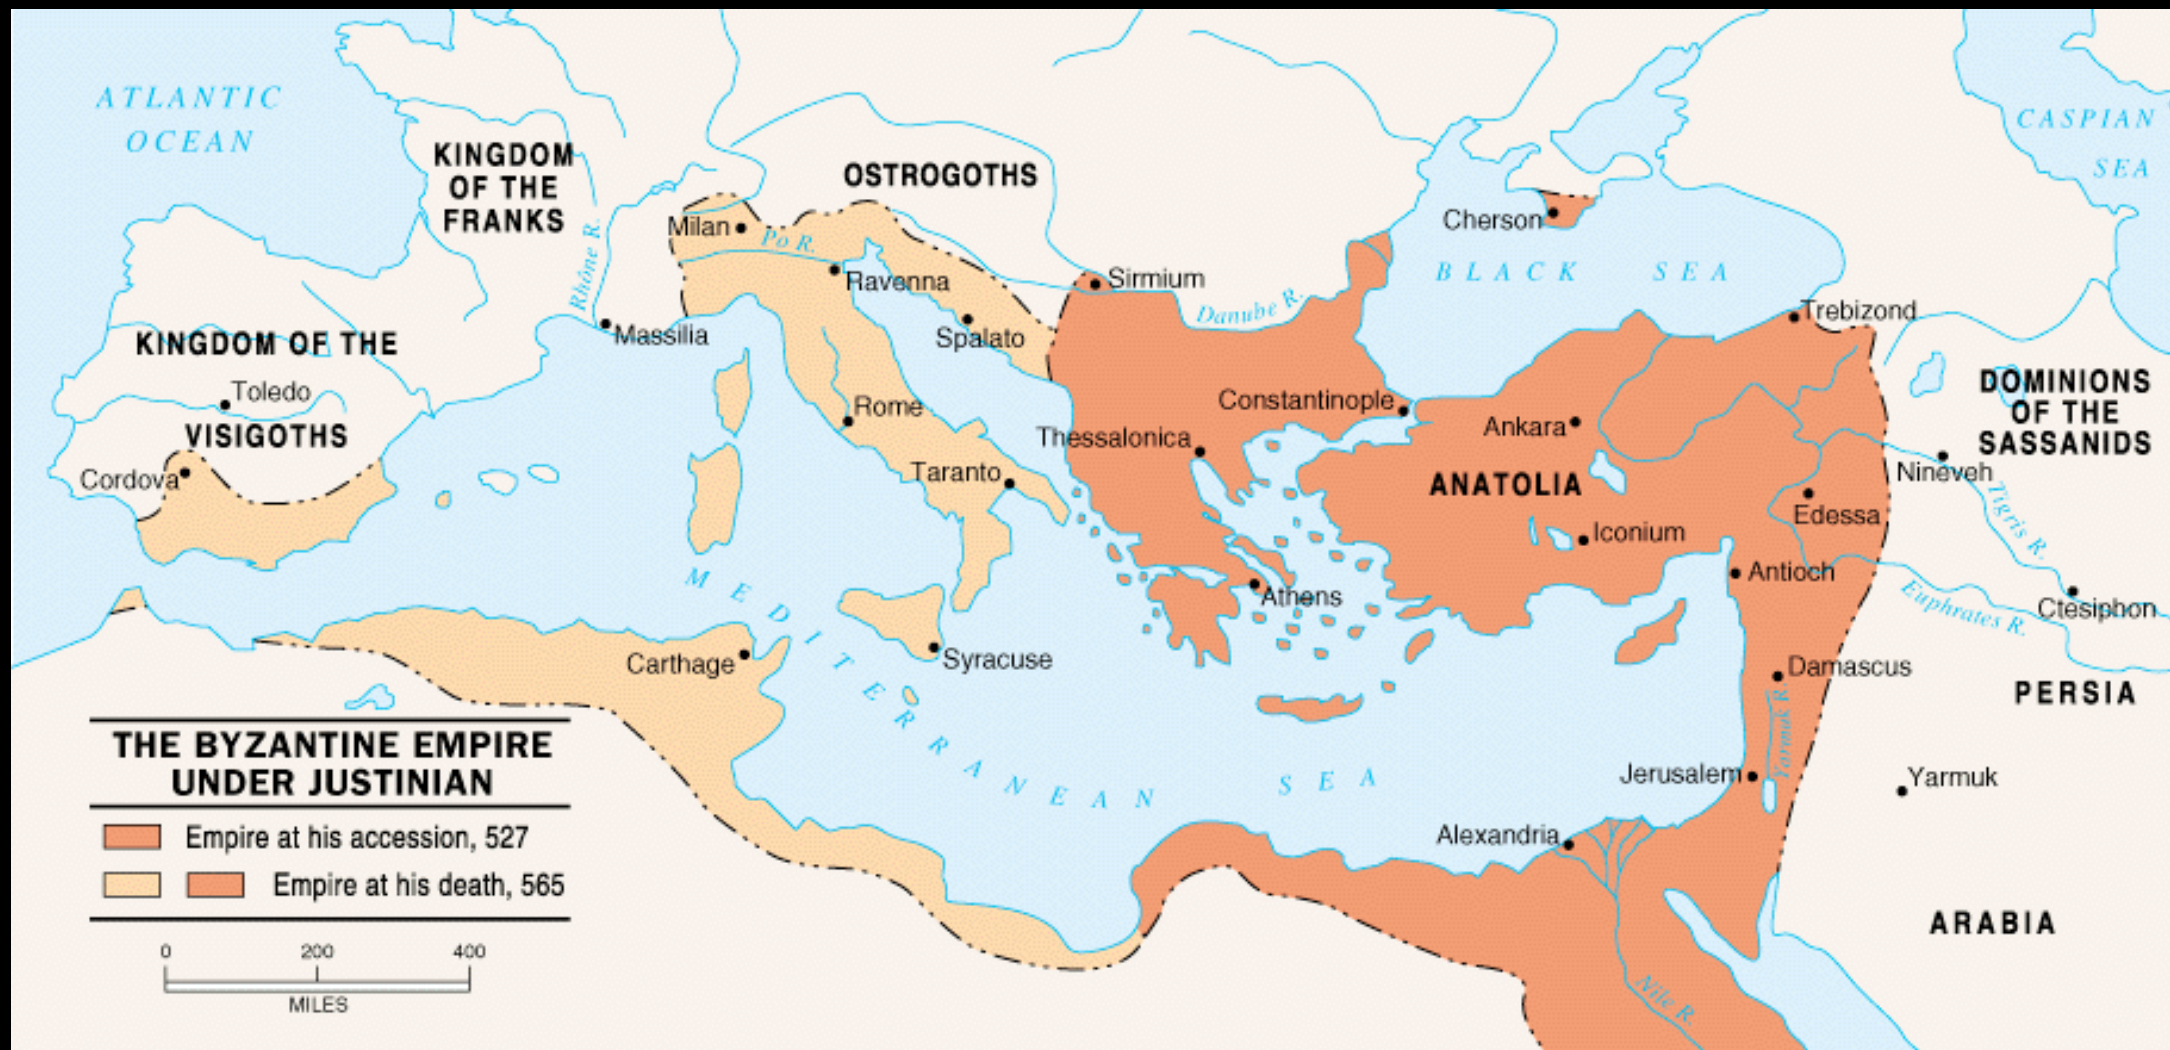 ATLANTIC
OCEAN
CASPIAN
SEA
KINGDOM
OF THE
FRANKS
OSTROGOTHS
Rhône R.
Milan
Po R.
Cherson
BLACK SEA
Ravenna
Sirmium
Danube R.
Trebizond
Massilia
Spalato
KINGDOM OF THE
VISIGOTHS
Toledo
DOMINIONS
OF THE
SASSANIDS
Constantinople
Rome
Ankara
Thessalonica
Taranto
ANATOLIA
Nineveh
Cordova
Edessa
Tigris R.
Iconium
Antioch
MEDITERRANEAN SEA
Athens
Euphrates R.
Ctesiphon
Carthage
Syracuse
Damascus
PERSIA
Yarmuk R.
Jerusalem
Yarmuk
Alexandria
ARABIA
Nile R.
THE BYZANTINE EMPIRE
UNDER JUSTINIAN
Empire at his accession, 527
Empire at his death, 565
0 200 400
MILES